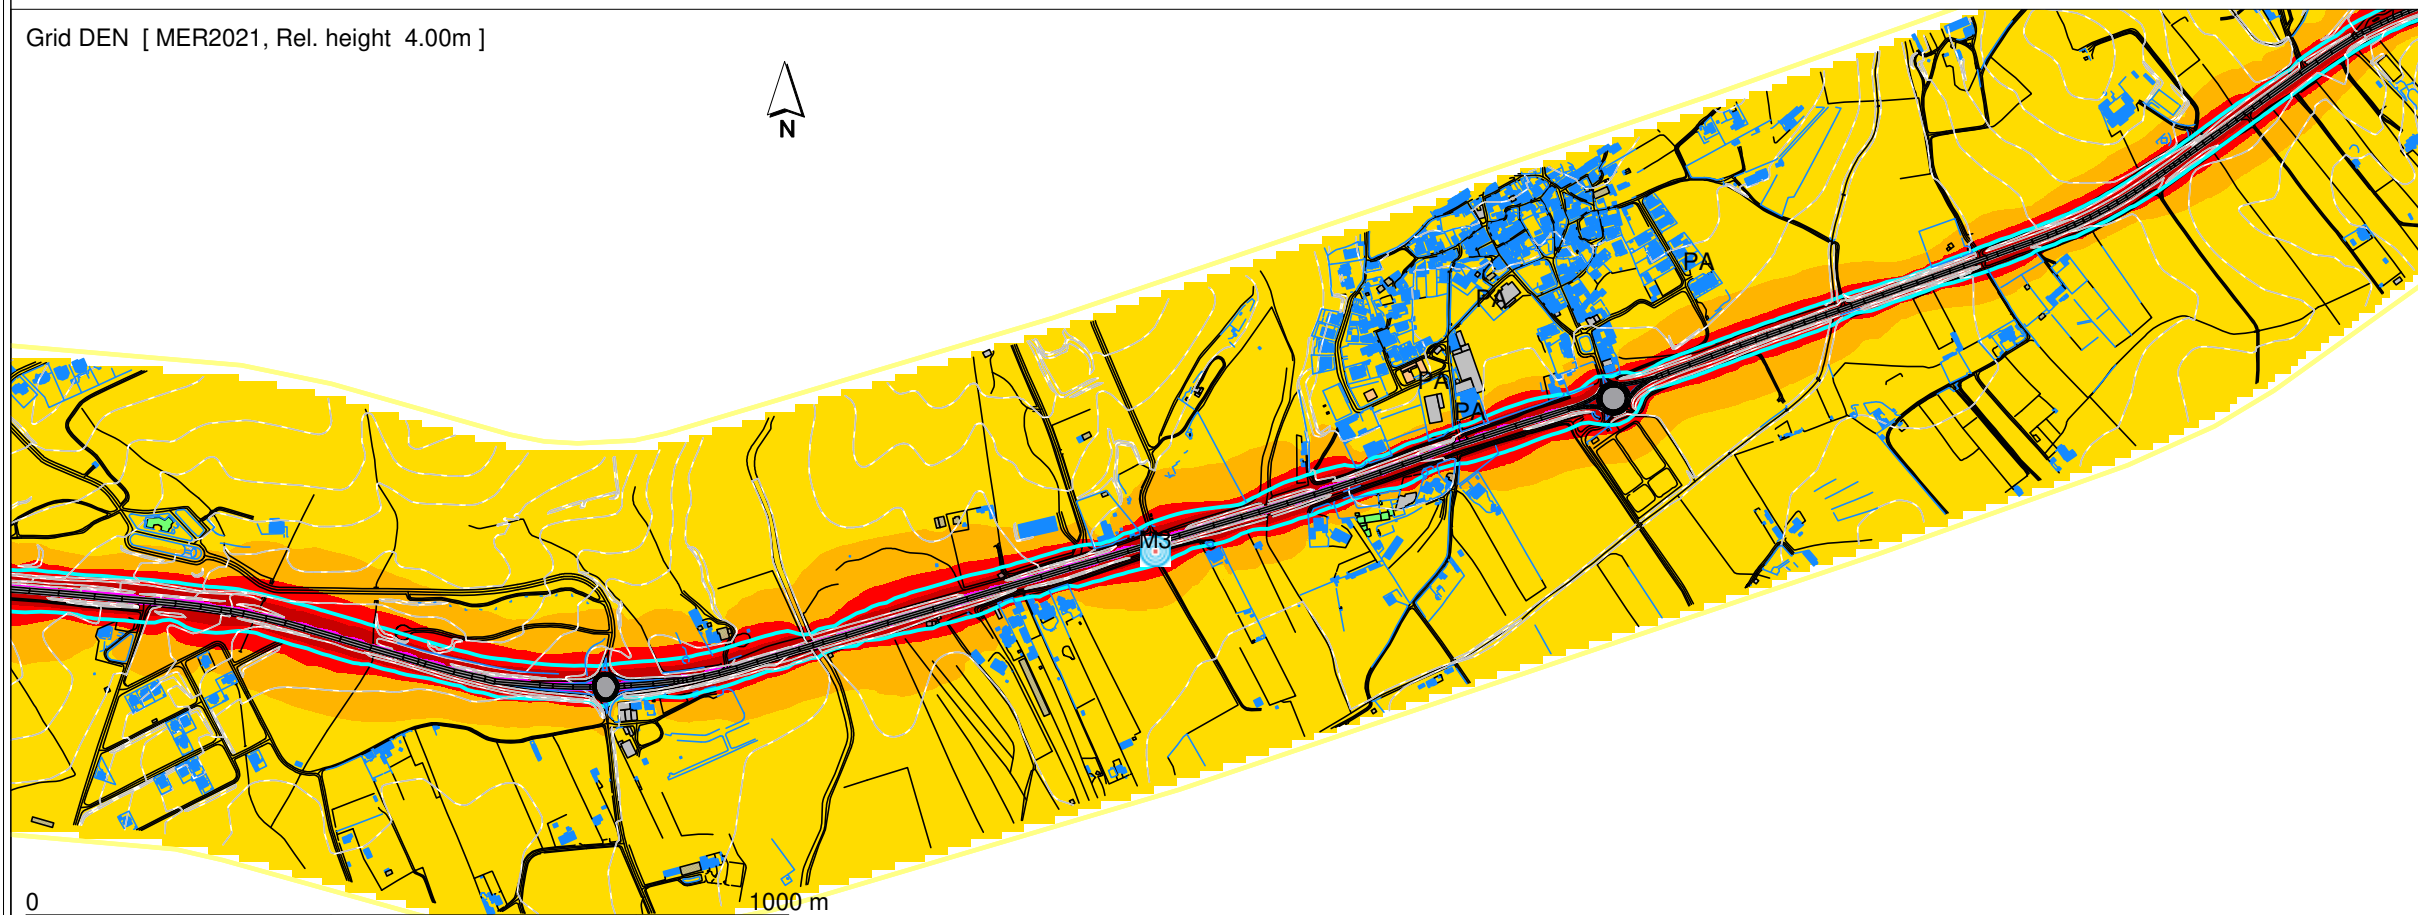 Grid DEN [ MER2021, Rel. height 4.00m ]
N
PA
PA
PA
PA
M3
0
1000 m